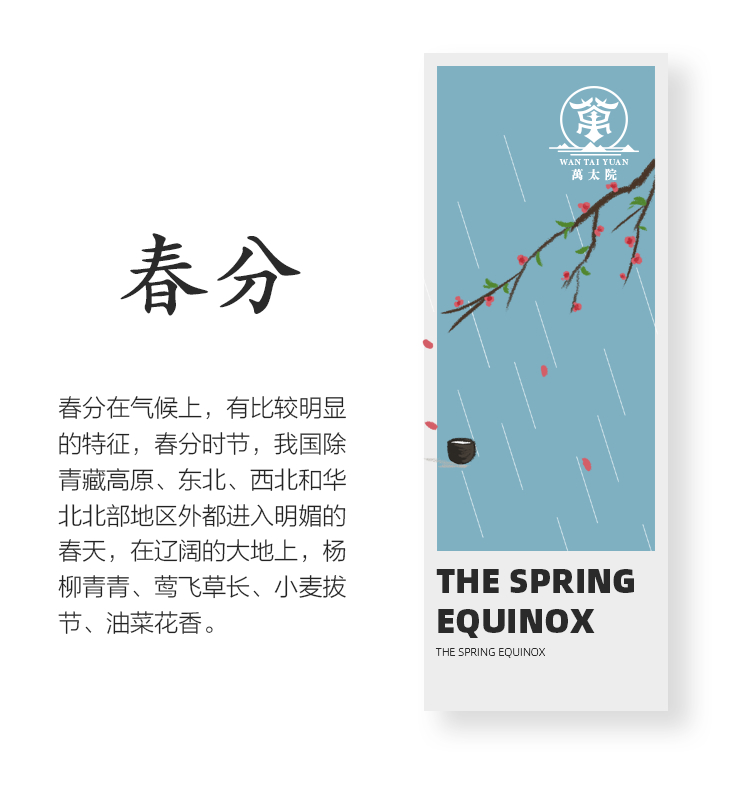 春分
春分在气候上，有比较明显
的特征，春分时节，我国除
青藏高原、东北、西北和华
北北部地区外都进入明媚的
春天，在辽阔的大地上，杨
柳青青、莺飞草长、小麦拔
节、油菜花香。
WAN TAI YUAN
萬太院
THE SPRING
EQUINOX
THE SPRING EQUINOX